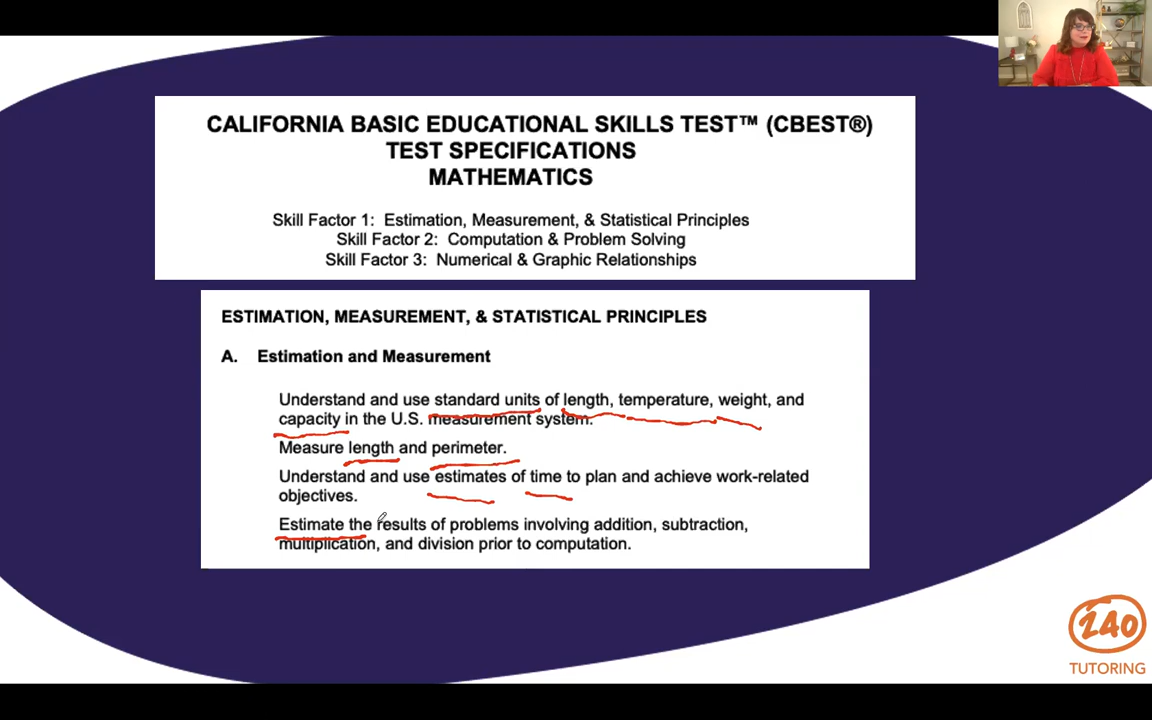 CALIFORNIA BASIC EDUCATIONAL SKILLS TEST™ (CBEST®)
TEST SPECIFICATIONS
MATHEMATICS
Skill Factor 1: Estimation, Measurement, & Statistical Principles
Skill Factor 2: Computation & Problem Solving
Skill Factor 3: Numerical & Graphic Relationships
ESTIMATION, MEASUREMENT, & STATISTICAL PRINCIPLES
A. Estimation and Measurement
Understand and use standard units of length, temperature, weight, and
capacity in the U.S. measurement system.
Measure length and perimeter.
Understand and use estimates of time to plan and achieve work-related
objectives.
Estimate the results of problems involving addition, subtraction,
multiplication, and division prior to computation.
240
TUTORING